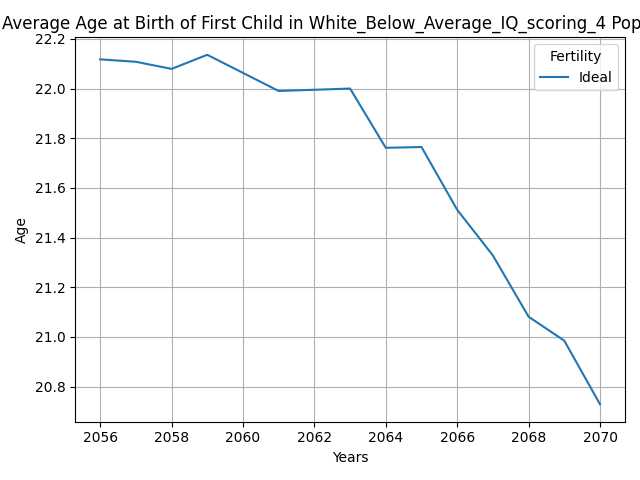 Average Age at Birth of First Child in White_Below_Average_IQ_scoring_4 Pop
22.2
22.0
21.8
21.6
21.4
21.2
21.0
20.8
Age
Fertility
Ideal
2056 2058 2060 2062 2064 2066 2068 2070
Years